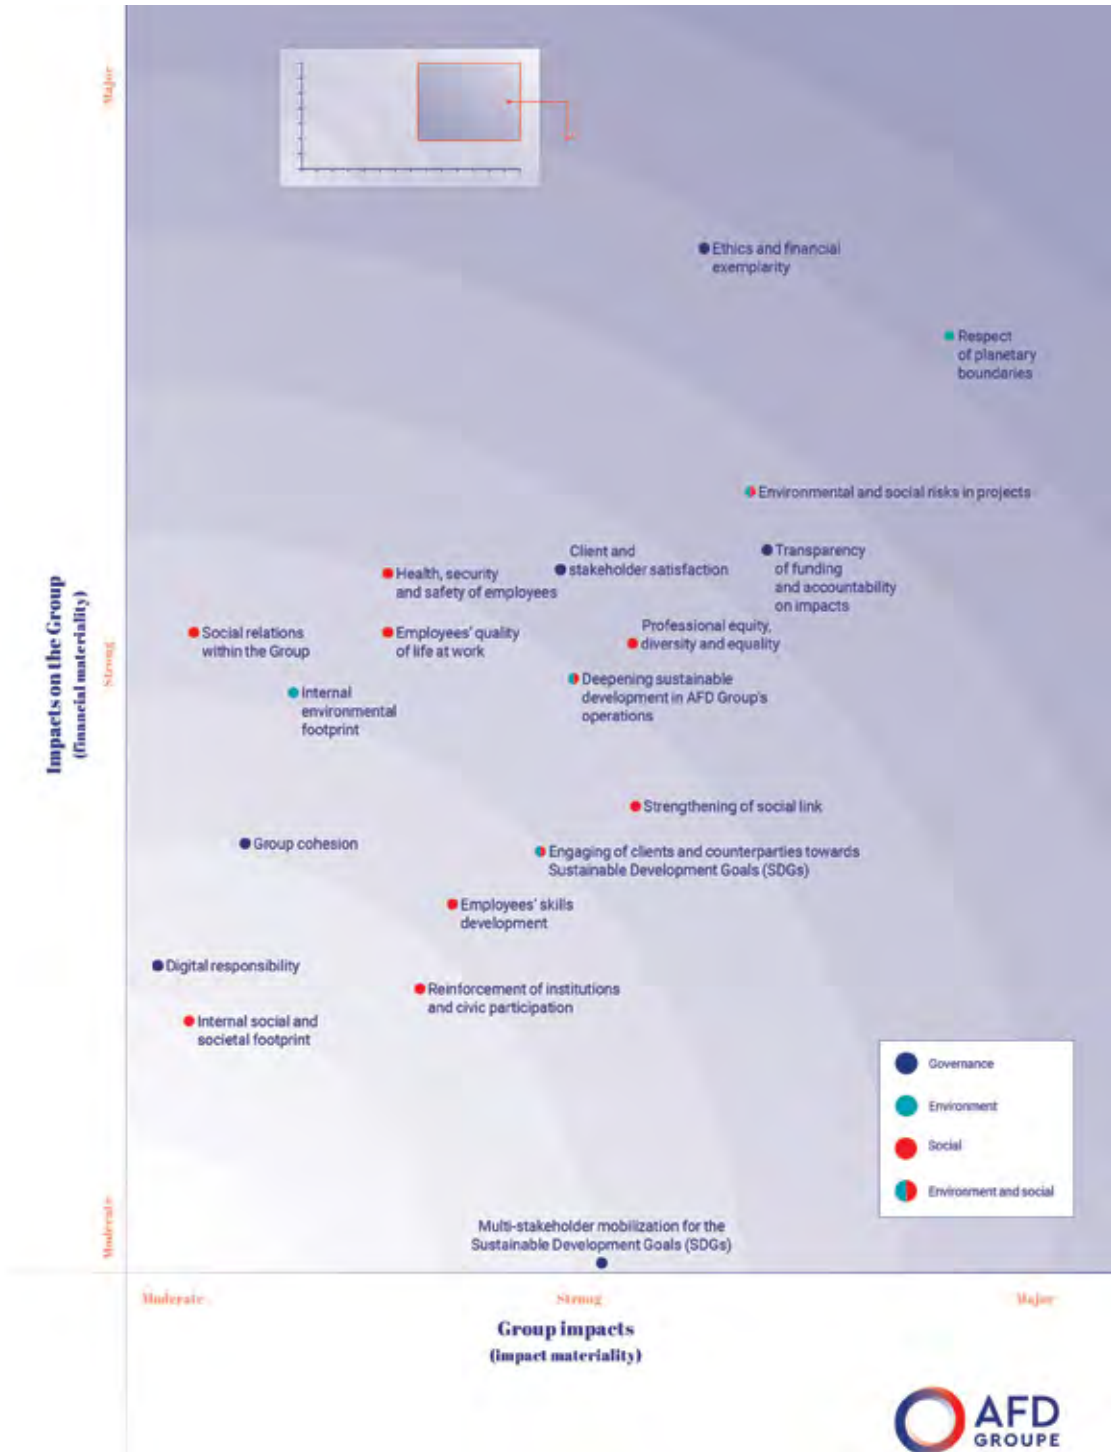 Major
Ethics and financial
exemplarity
Respect
of planetary
boundaries
Environmental and social risks in projects
Client and
stakeholder satisfaction
Transparency
of funding
and accountability
on impacts
Health, security
and safety of employees
Social relations
within the Group
Employees' quality
of life at work
Professional equity,
diversity and equality
Impacts on the Group
(financial materiality)
Strong
Internal
environmental
footprint
Deepening sustainable
development in AFD Group's
operations
Strengthening of social link
Group cohesion
Engaging of clients and counterparties towards
Sustainable Development Goals (SDGs)
Employees' skills
development
Digital responsibility
Reinforcement of institutions
and civic participation
Internal social and
societal footprint
Governance
Environment
Social
Environment and social
Moderate
Multi-stakeholder mobilization for the
Sustainable Development Goals (SDGs)
Moderate
Strong
Major
Group impacts
(impact materiality)
AFD
GROUPE